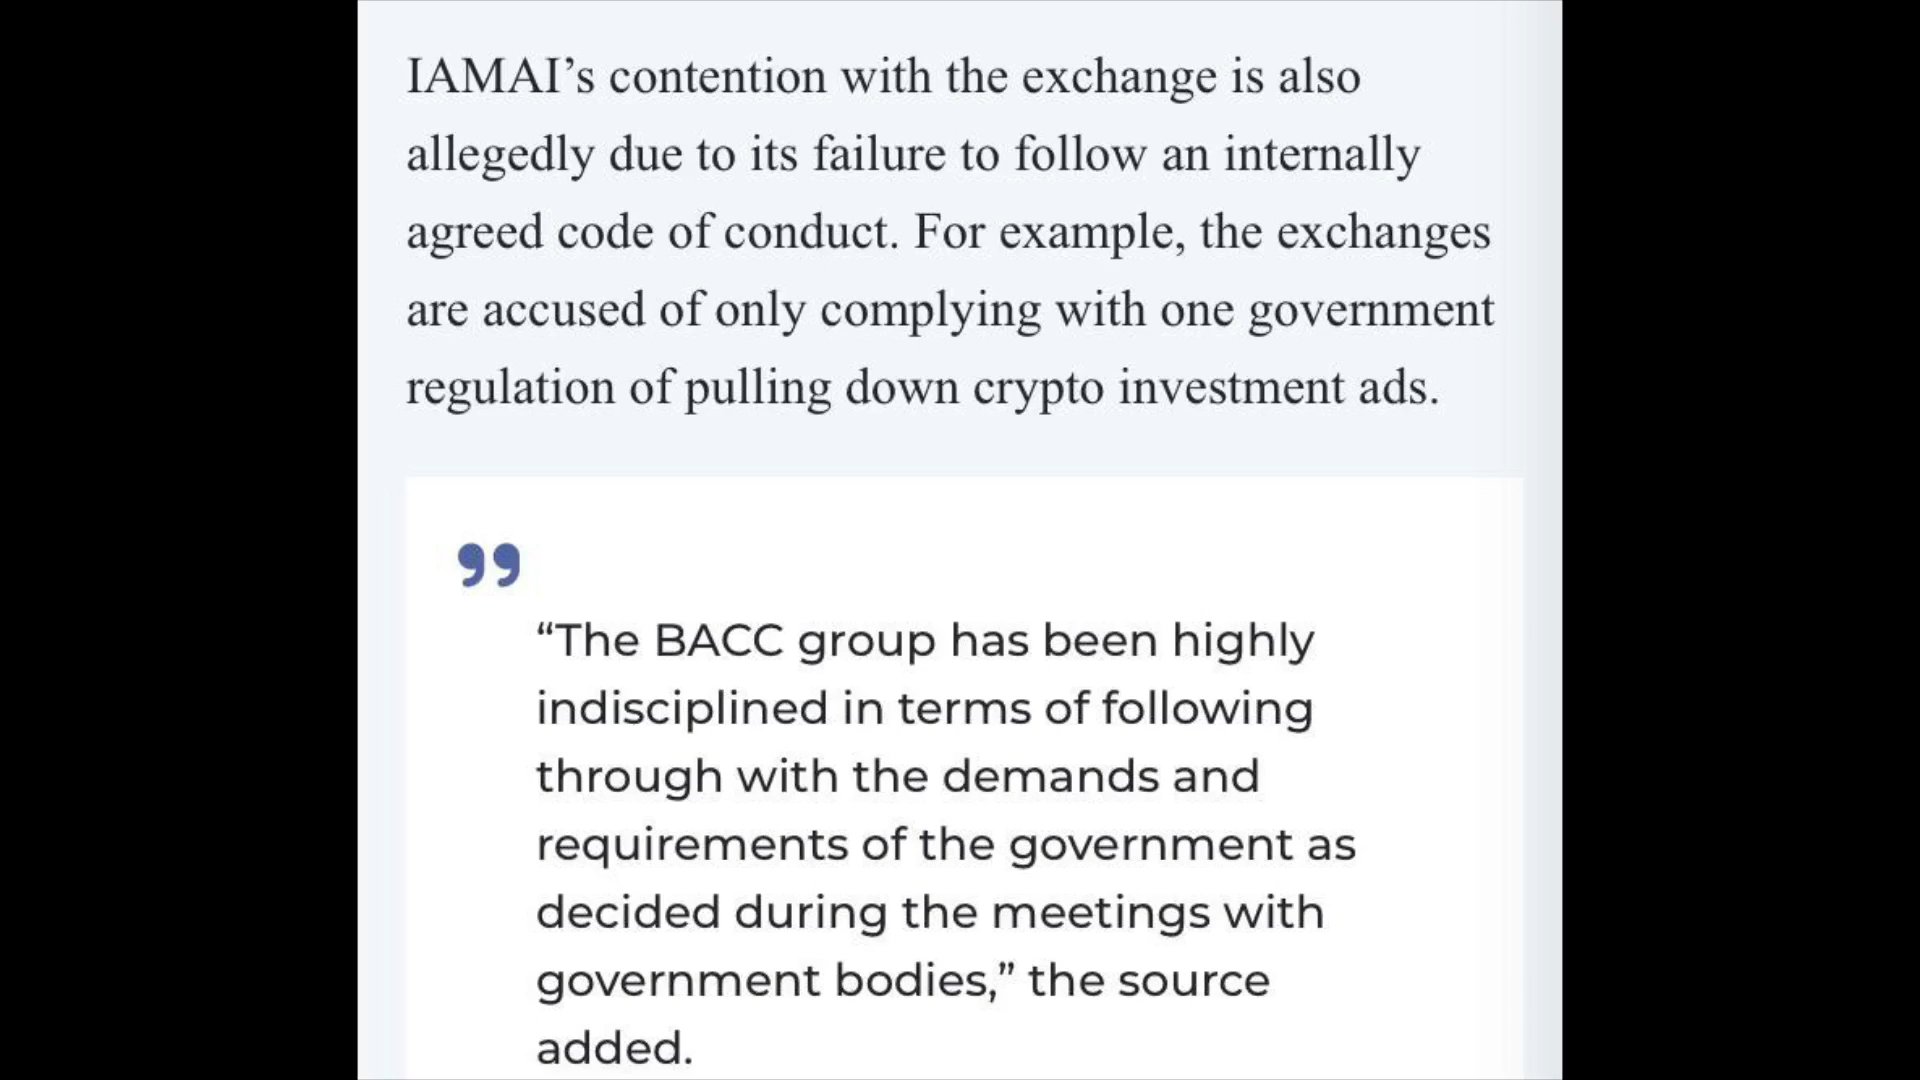 IAMAI’s contention with the exchange is also
allegedly due to its failure to follow an internally
agreed code of conduct. For example, the exchanges
are accused of only complying with one government
regulation of pulling down crypto investment ads.
”
“The BACC group has been highly
indisciplined in terms of following
through with the demands and
requirements of the government as
decided during the meetings with
government bodies,” the source
added.